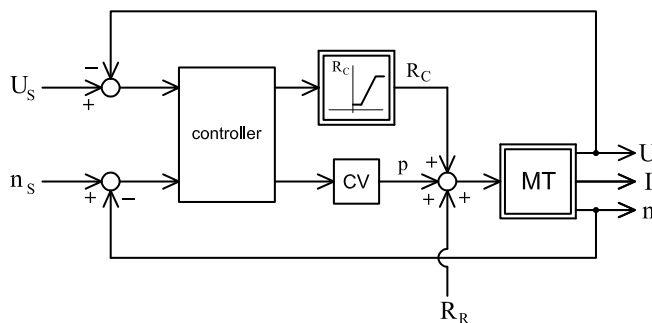 −
U_S
+
R_C
R_C
controller
U
+
p
CV
+
+
MT
I
n_S
+
−
n
R_R